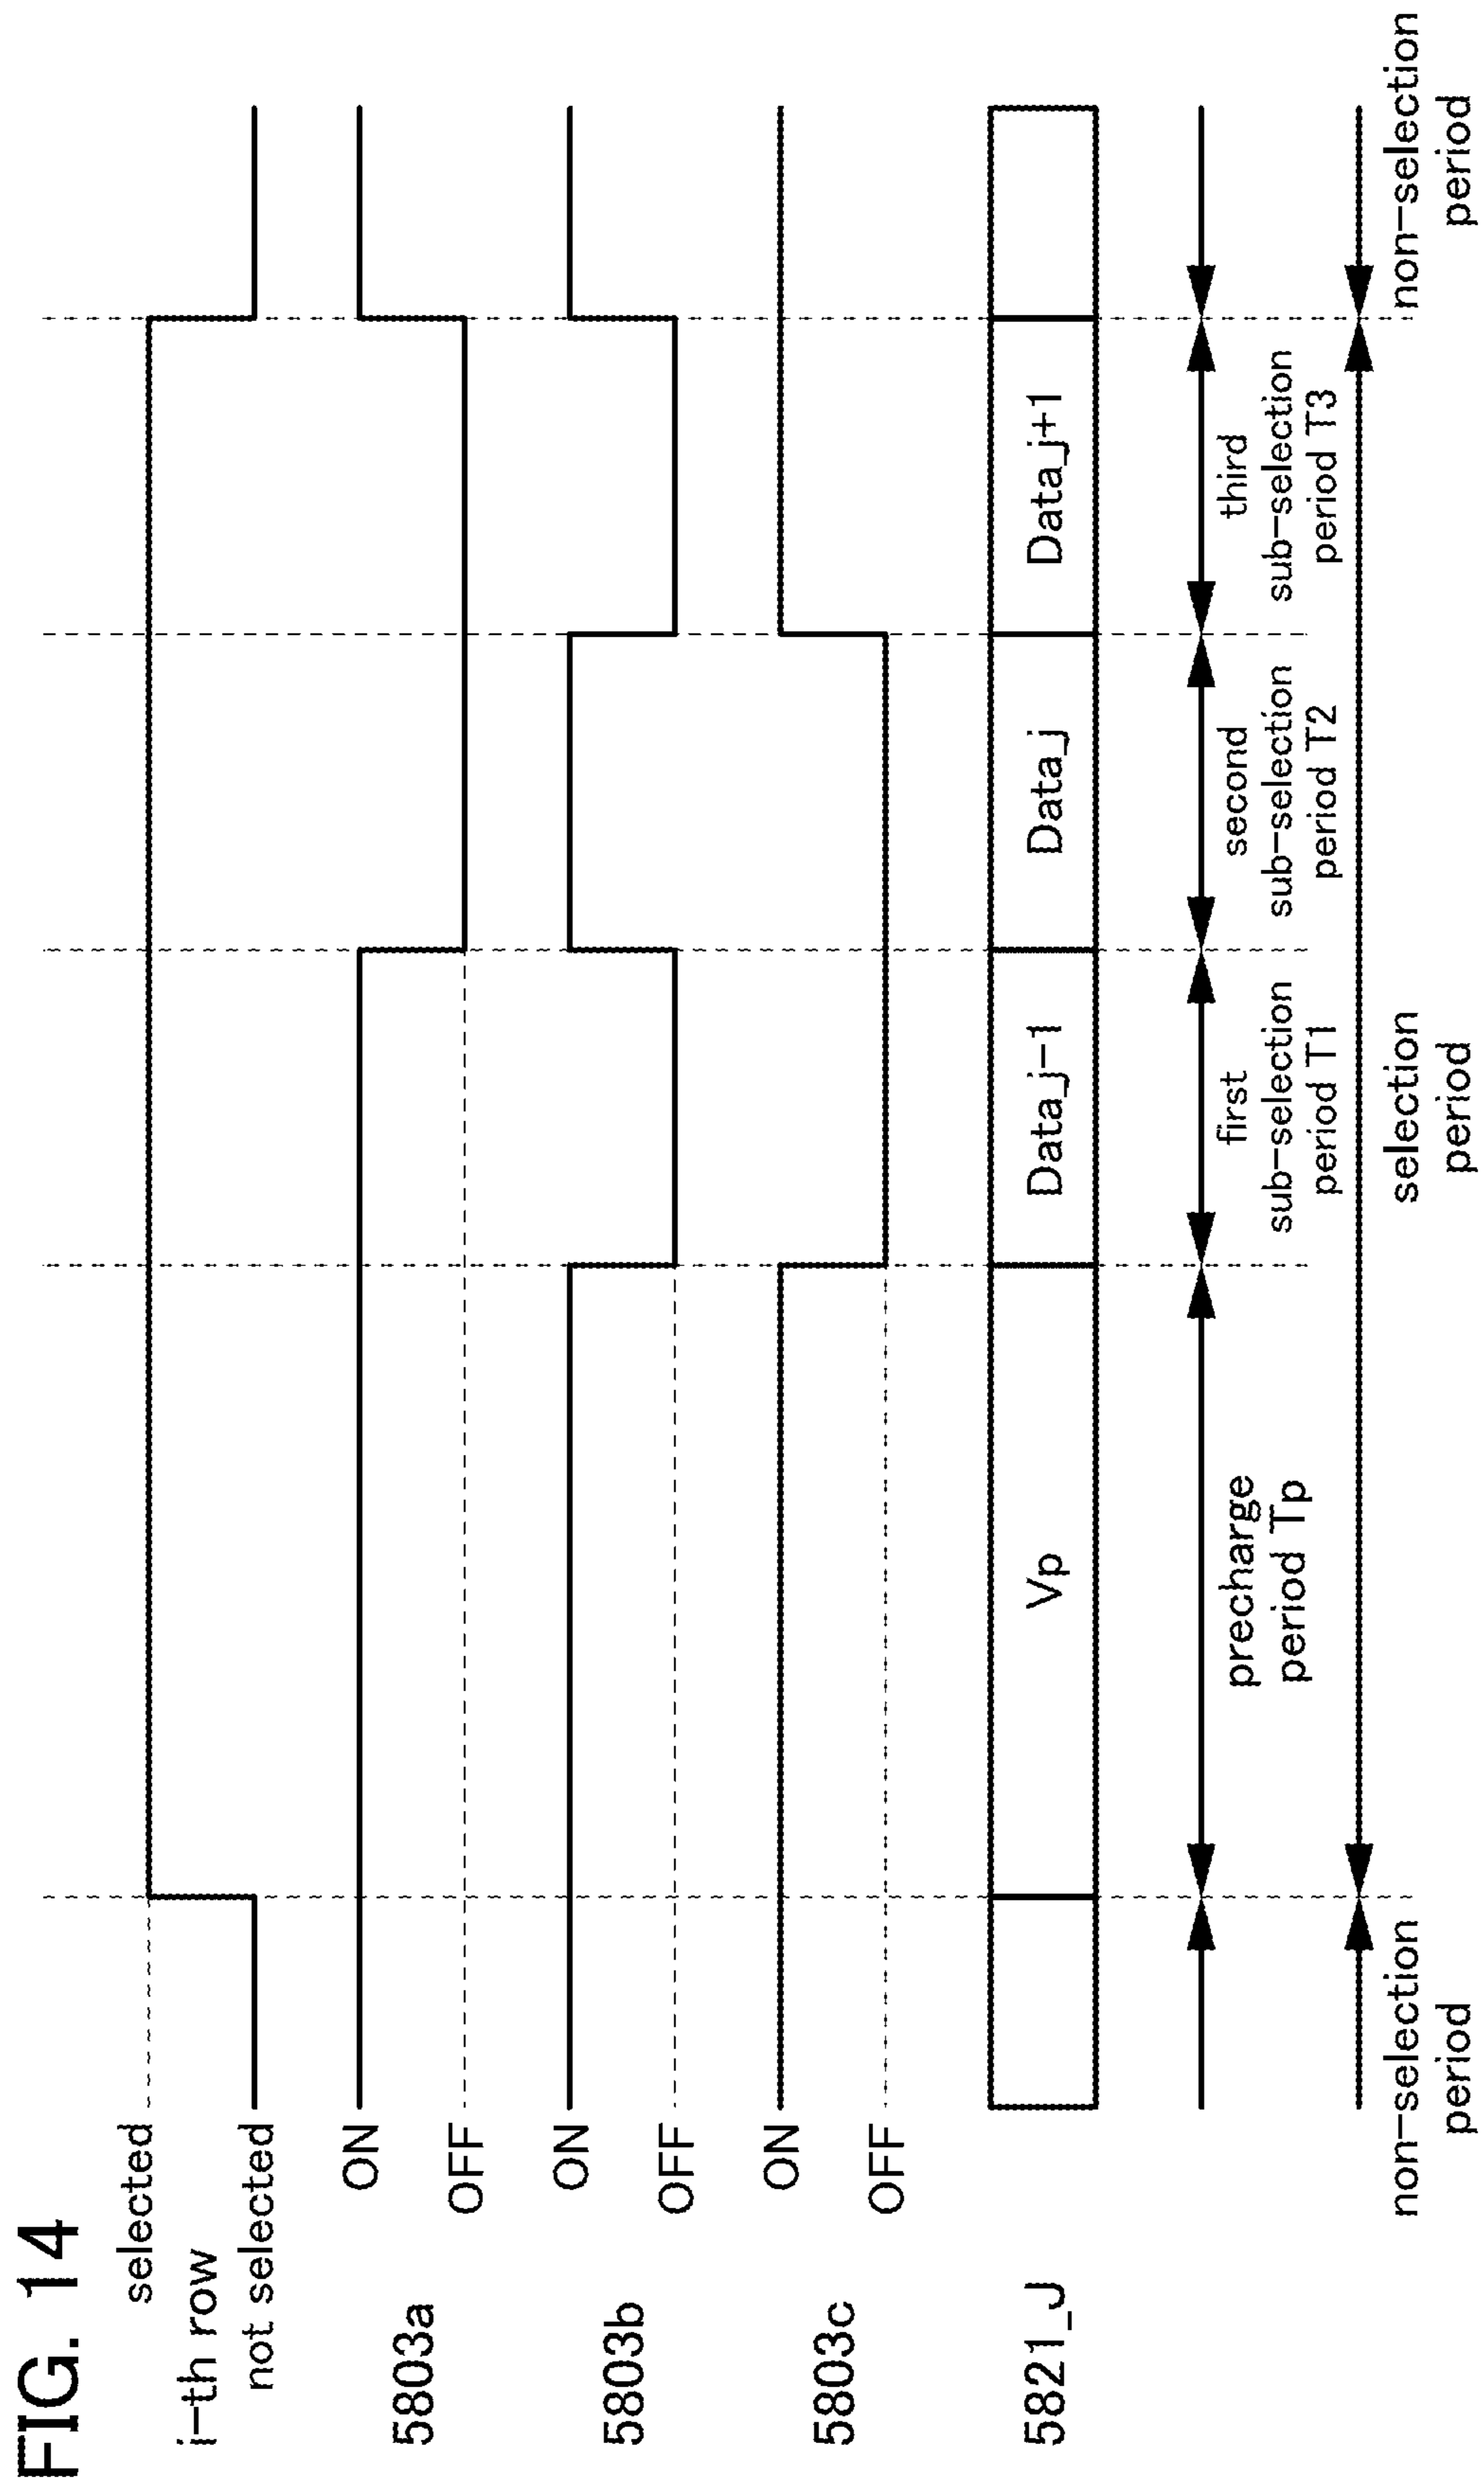 FIG. 14
selected
i-th row
not selected
5803a
ON
OFF
5803b
ON
OFF
5803c
ON
OFF
5821_J
Vp
Data_j-1
Data_j
Data_j+1
precharge
period Tp
first
sub-selection
period T1
second
sub-selection
period T2
third
sub-selection
period T3
non-selection
period
selection
period
non-selection
period